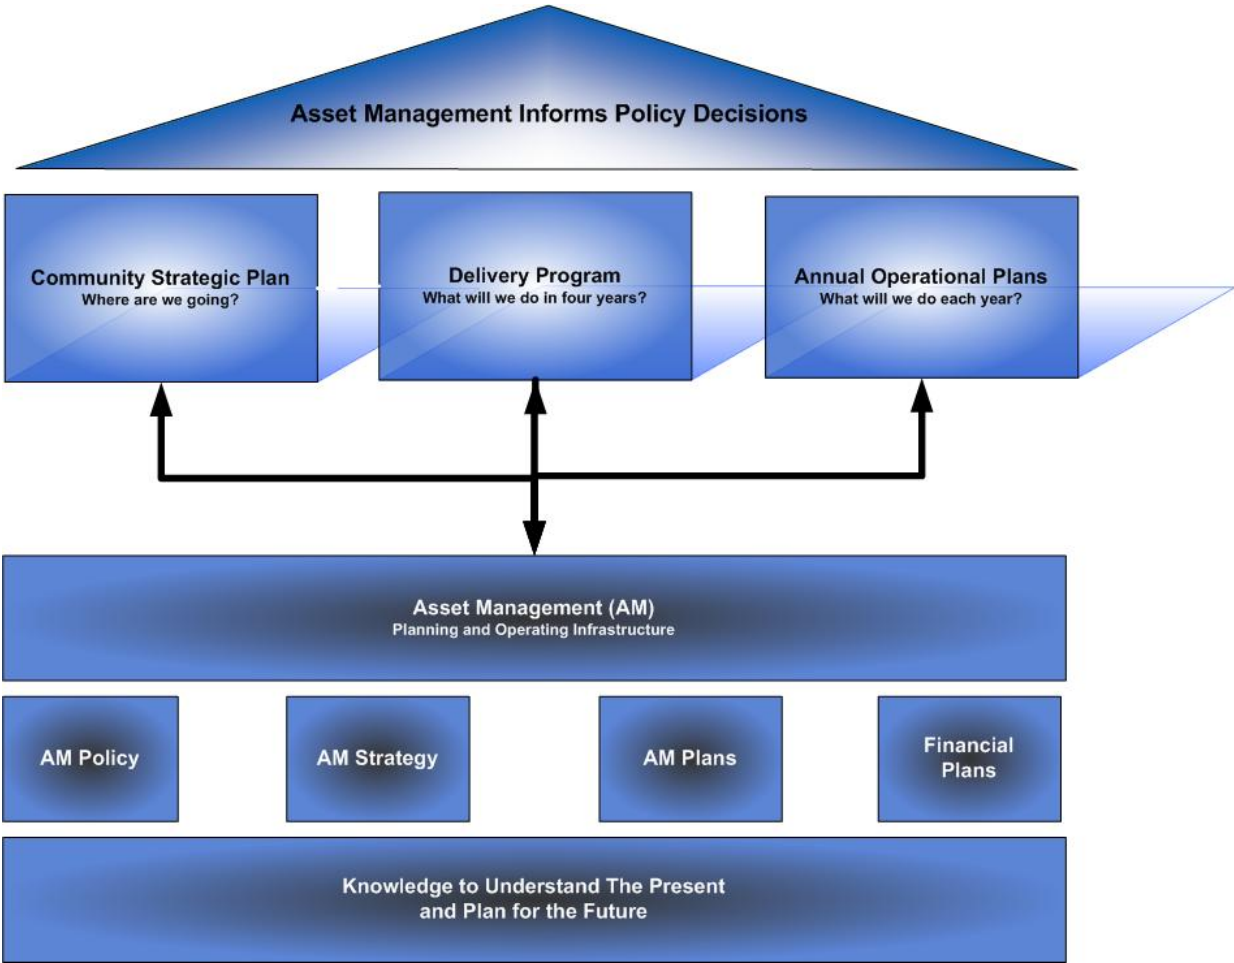 Asset Management Informs Policy Decisions
Community Strategic Plan
Where are we going?
Delivery Program
What will we do in four years?
Annual Operational Plans
What will we do each year?
Asset Management (AM)
Planning and Operating Infrastructure
AM Policy
AM Strategy
AM Plans
Financial
Plans
Knowledge to Understand The Present
and Plan for the Future